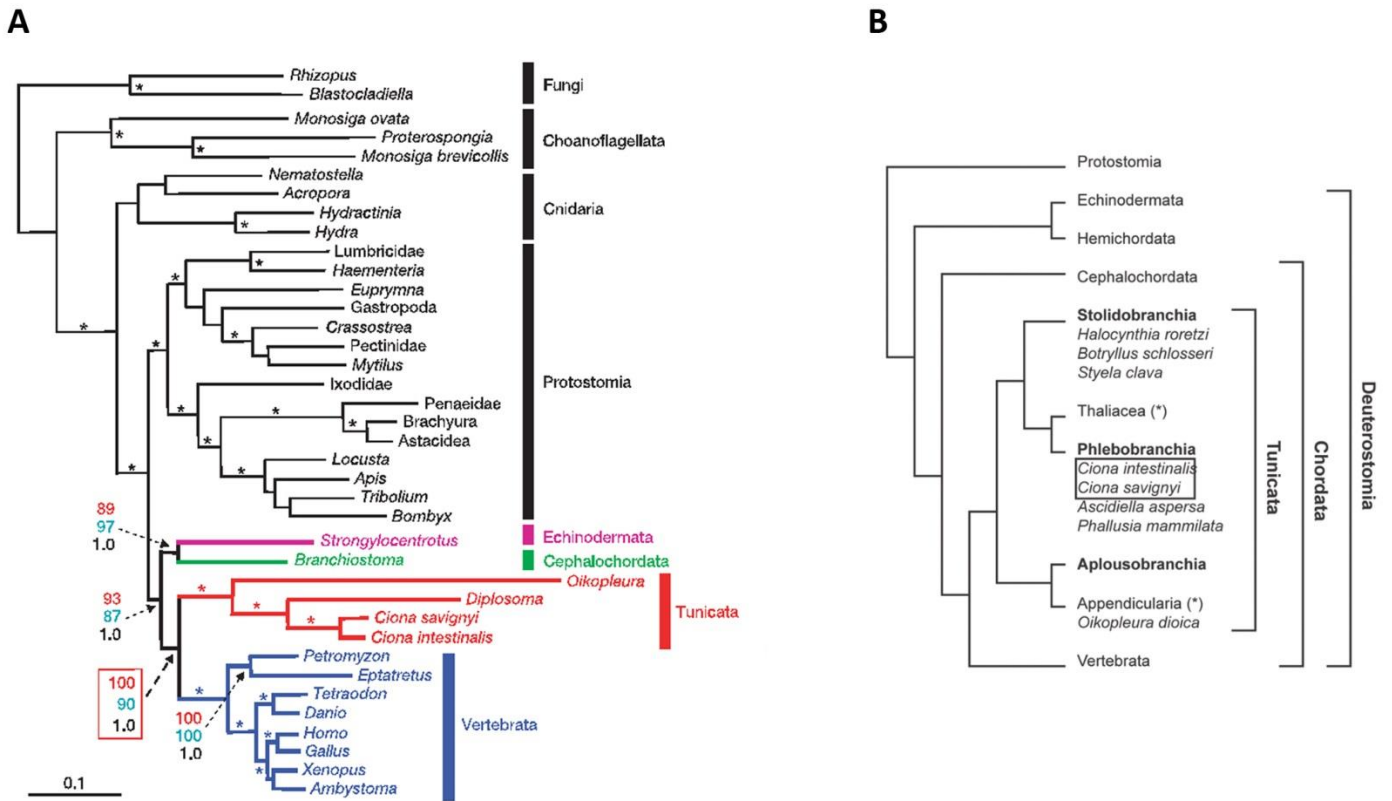 A
Rhizopus
*
Blastocladiella
Fungi
Monosiga ovata
*
Proterospongia
*
Monosiga brevicollis
Choanoflagellata
Nematostella
Acropora
Hydractinia
*
Hydra
Cnidaria
*
Lumbricidae
*
Haementeria
*
Euprymna
Gastropoda
Crassostrea
*
Pectinidae
Mytilus
*
Ixodidae
*
Penaeidae
*
Brachyura
*
Astacidea
*
Locusta
*
Apis
Tribolium
Bombyx
Protostomia
*
89
97
1.0
Strongylocentrotus
Echinodermata
Branchiostoma
Cephalochordata
93
87
1.0
*
Oikopleura
*
Diplosoma
*
Ciona savignyi
Ciona intestinalis
Tunicata
100
90
1.0
*
Petromyzon
Eptatretus
100
100
1.0
*
Tetraodon
*
Danio
*
Homo
Gallus
*
Xenopus
Ambystoma
Vertebrata
0.1
B
Protostomia
Echinodermata
Hemichordata
Cephalochordata
Stolidobranchia
Halocynthia roretzi
Botryllus schlosseri
Styela clava
Thaliacea (*)
Phlebobranchia
Ciona intestinalis
Ciona savignyi
Ascidiella aspersa
Phallusia mammilata
Aplousobranchia
Appendicularia (*)
Oikopleura dioica
Vertebrata
Tunicata
Chordata
Deuterostomia